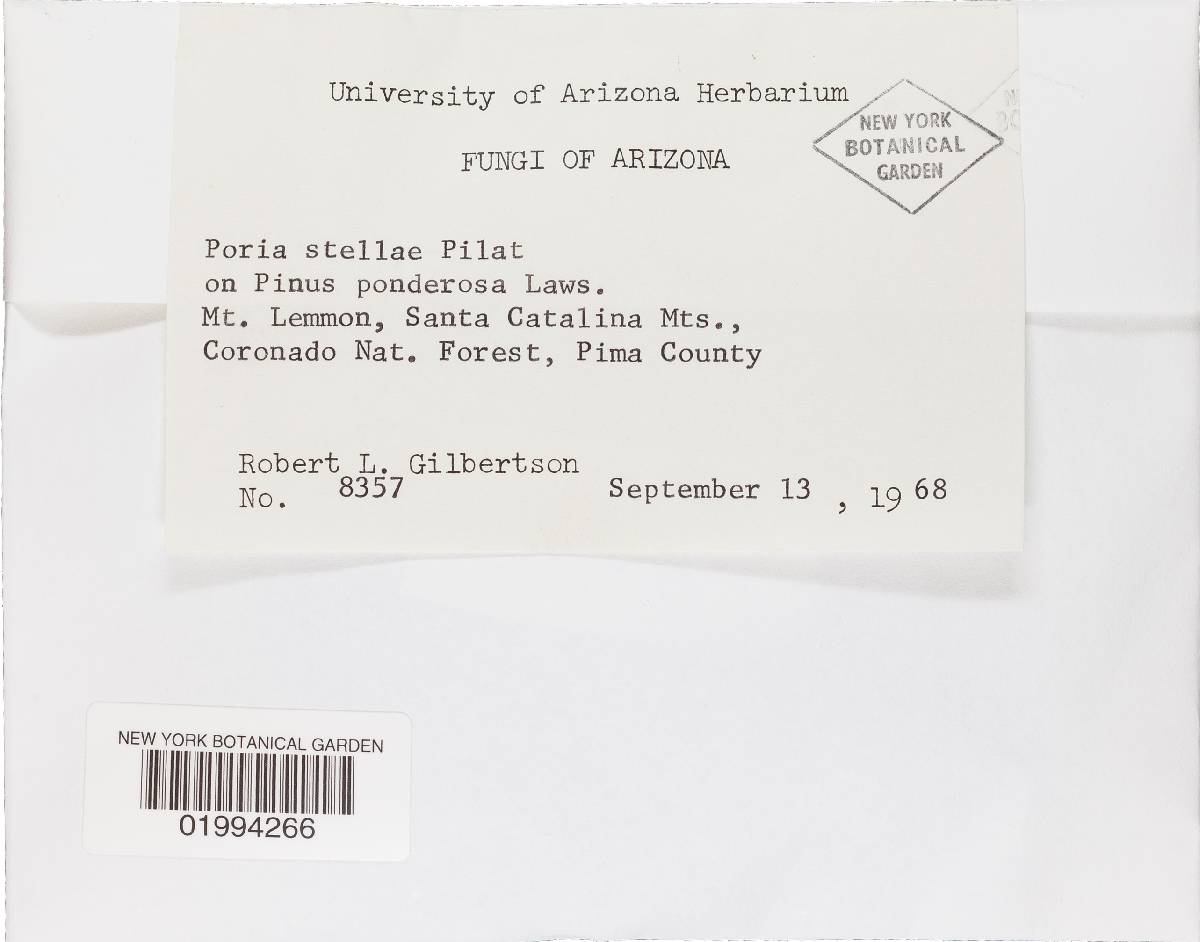 University of Arizona Herbarium
FUNGI OF ARIZONA
NEW YORK
BOTANICAL
GARDEN
Poria stellae Pilat
on Pinus ponderosa Laws.
Mt. Lemmon, Santa Catalina Mts.,
Coronado Nat. Forest, Pima County
Robert L. Gilbertson
No. 8357 September 13, 1968
NEW YORK BOTANICAL GARDEN
01994266